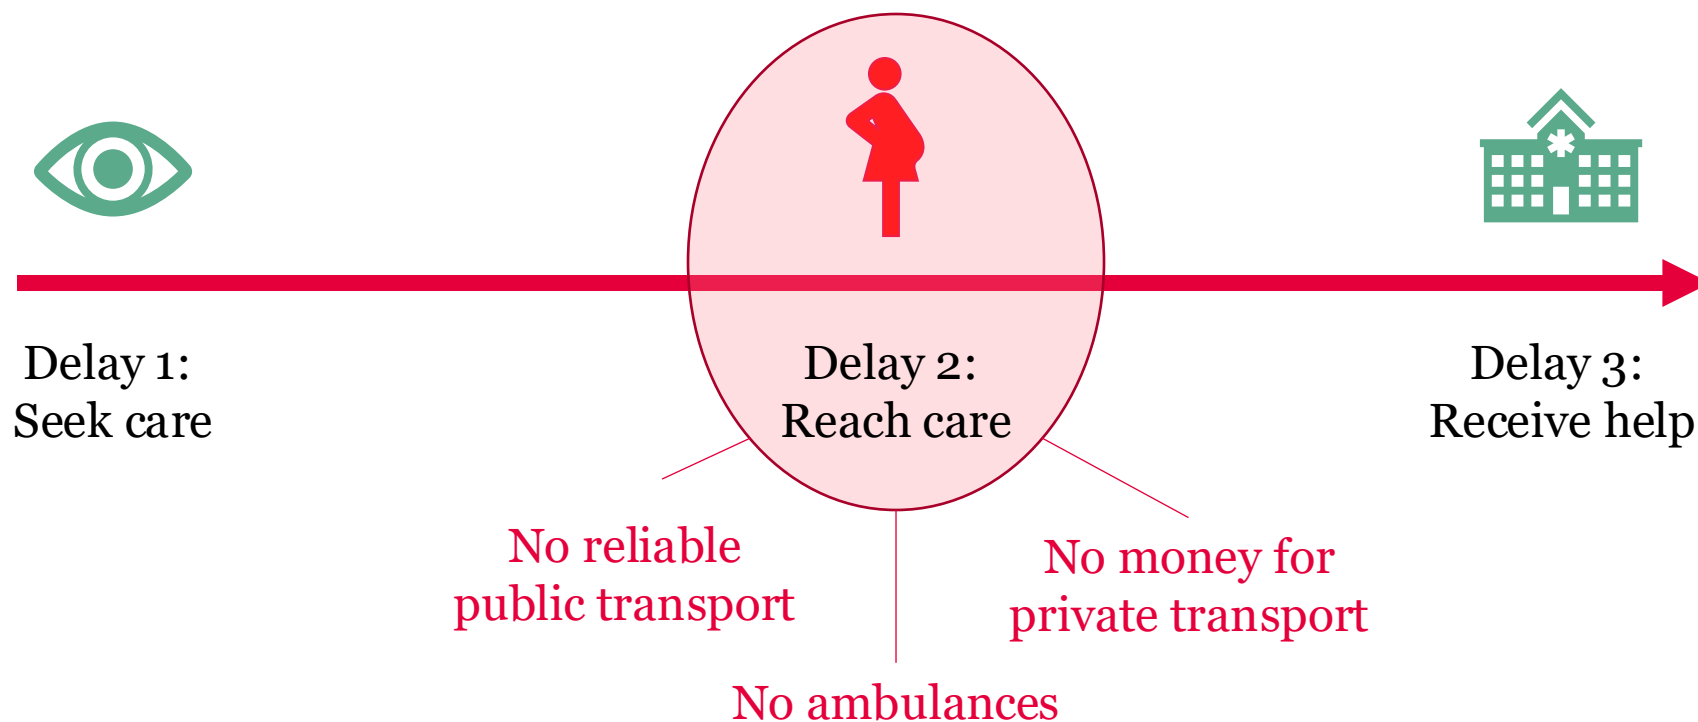 Delay 1:
Seek care
Delay 2:
Reach care
Delay 3:
Receive help
No reliable
public transport
No ambulances
No money for
private transport